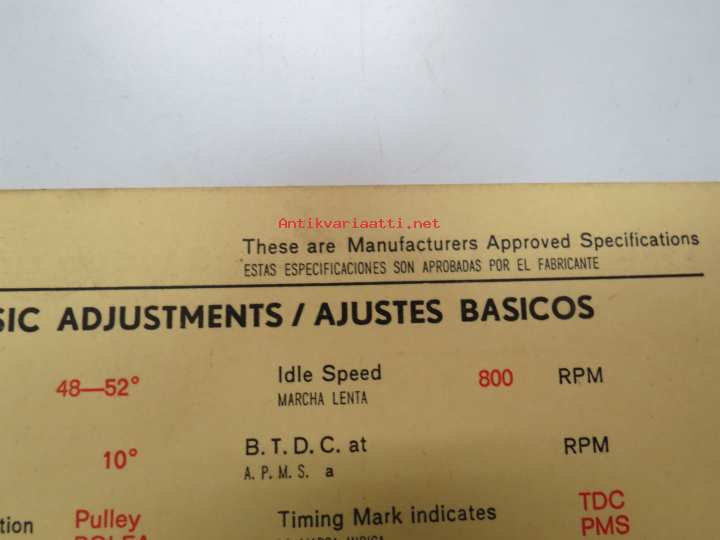 Antikvariaatti.net
These are Manufacturers Approved Specifications
ESTAS ESPECIFICACIONES SON APROBADAS POR EL FABRICANTE
SIC ADJUSTMENTS / AJUSTES BASICOS
48—52° Idle Speed 800 RPM
MARCHA LENTA
10° B. T. D. C. at RPM
A. P. M. S. a
tion Pulley Timing Mark indicates TDC
PMS